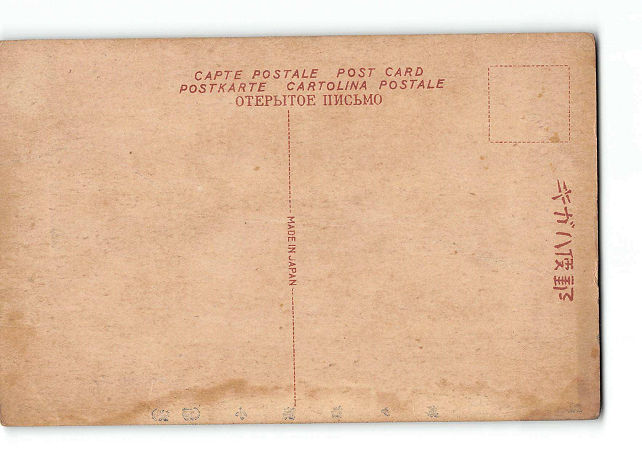 CAPTE POSTALE POST CARD
POSTKARTE CARTOLINA POSTALE
ОТЕРЫТОЕ ПИСЬМО
MADE IN JAPAN
郵便ハガキ